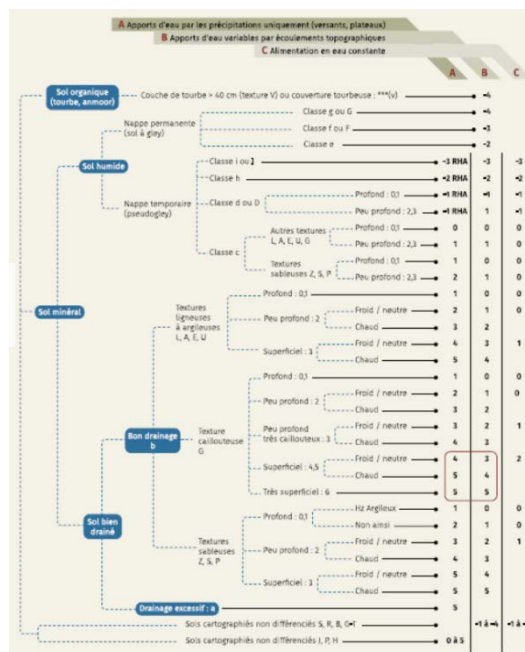 A Apports d'eau par les précipitations uniquement (versants, plateaux)
B Apports d'eau variables par écoulements topographiques
C Alimentation en eau constante
A B C
Sol organique (tourbe, anmoor)
Couche de tourbe > 40 cm (texture V) ou couverture tourbeuse : ***(v) -4
Nappe permanente (sol à gley)
Classe g ou G -4
Classe f ou F -3
Classe e -2
Sol humide
Nappe temporaire (pseudogley)
Classe i ou I -3 RHA -3 -3
Classe h -2 RHA -2 -2
Classe d ou D
Profond : 0,1 -1 RHA -1 -1
Peu profond : 2,3 -1 RHA 1 -1
Classe c
Autres textures L, A, E, U, G
Profond : 0,1 0 0 0
Peu profond : 2,3 1 1 0
Textures sableuses Z, S, P
Profond : 0,1 1 0 0
Peu profond : 2,3 2 1 0
Sol minéral
Textures ligneuses à argileuses L, A, E, U
Profond : 0,1 1 0 0
Peu profond : 2
Froid / neutre 2 1 0
Chaud 3 2
Superficiel : 3
Froid / neutre 4 3 1
Chaud 5 4
Sol bien drainé
Bon drainage b
Texture caillouteuse G
Profond : 0,1 1 0 0
Peu profond : 2
Froid / neutre 2 1 0
Chaud 3 2
Peu profond très caillouteux : 3
Froid / neutre 3 2 1
Chaud 4 3
Superficiel : 4,5
Froid / neutre 4 3 2
Chaud 5 4
Très superficiel : 6 5 5
Textures sableuses Z, S, P
Profond : 0,1
Hz Argileux 1 0 0
Non ainsi 2 1 0
Peu profond : 2
Froid / neutre 3 2 1
Chaud 4 3
Superficiel : 3
Froid / neutre 5 4
Chaud 5 5
Drainage excessif : a 5
Sols cartographiés non différenciés S, R, B, -1 à -4
Sols cartographiés non différenciés J, P, H 0 à 5